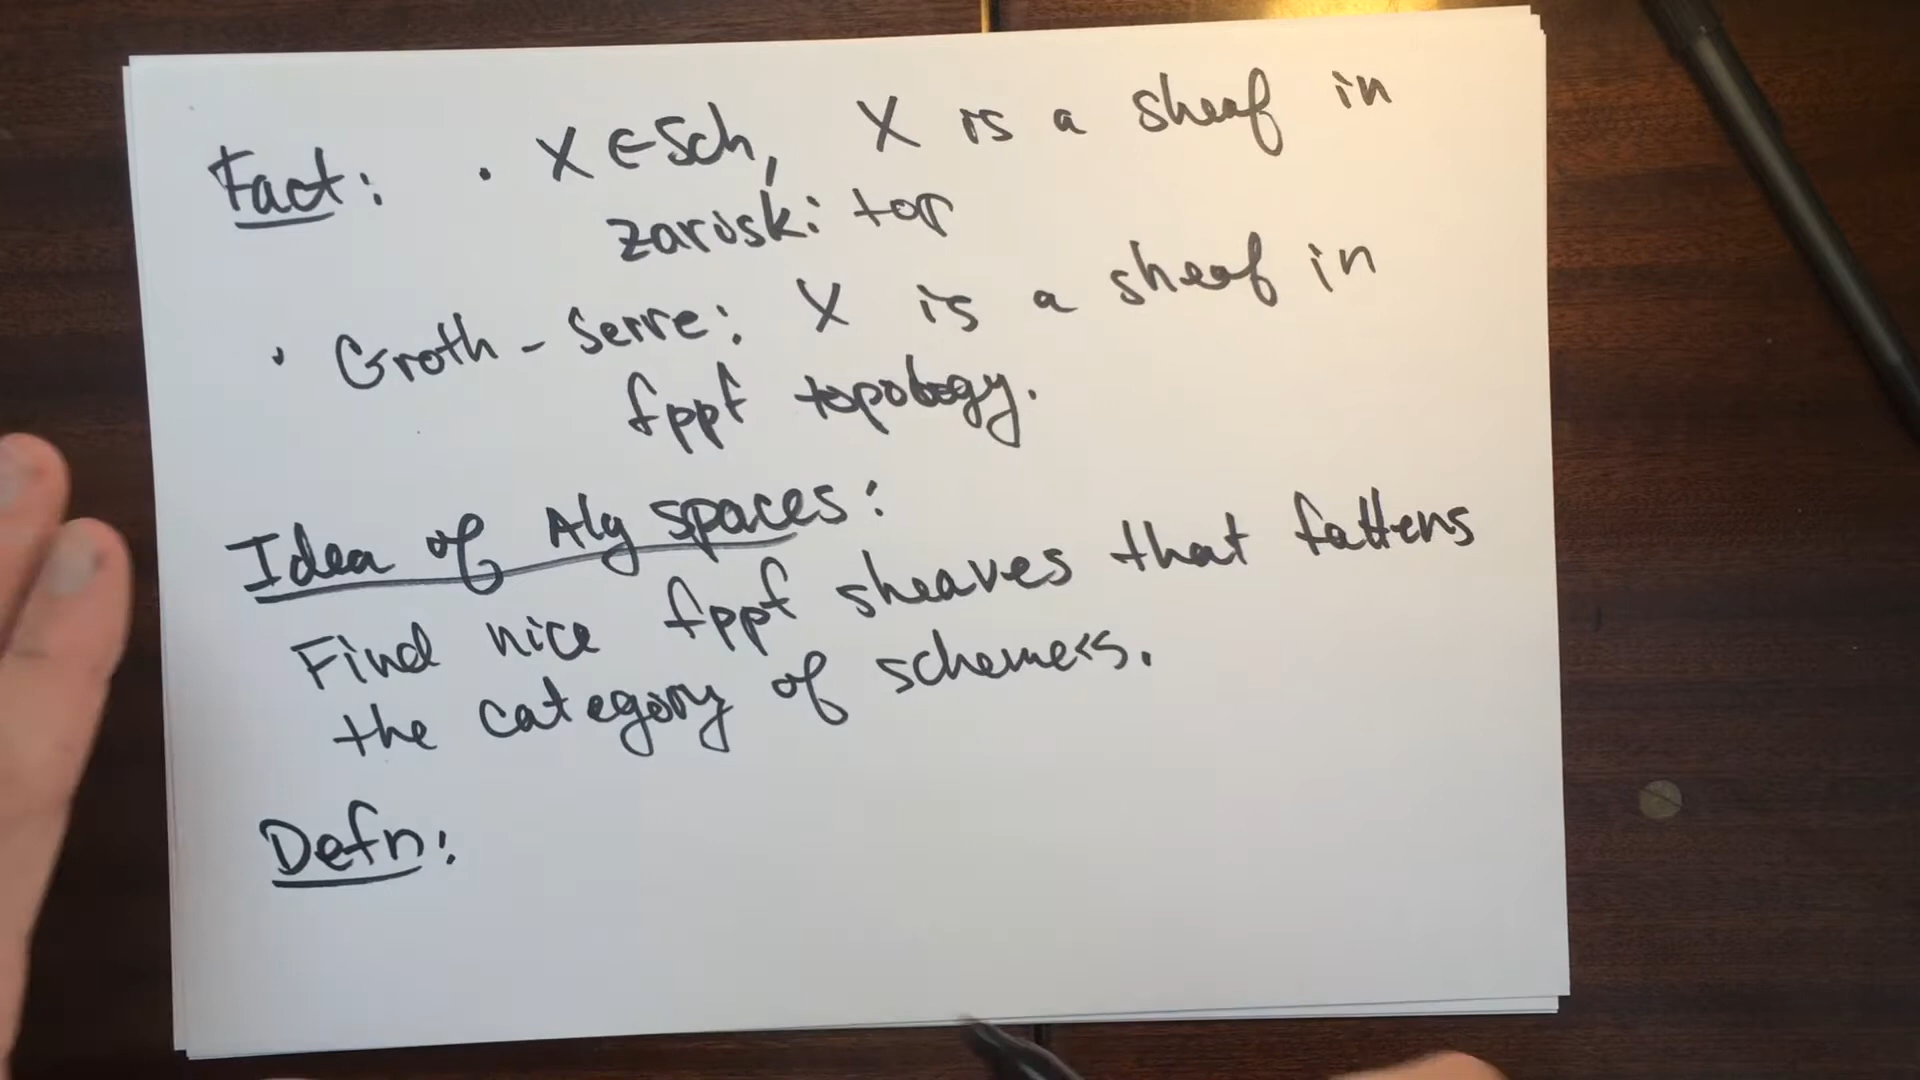 Fact: · X ∈ Sch, X is a sheaf in
zariski top
· Groth - Serre: X is a sheaf in
fppf topology.
Idea of Alg spaces:
Find nice fppf sheaves that fattens
the category of schemes.
Defn: